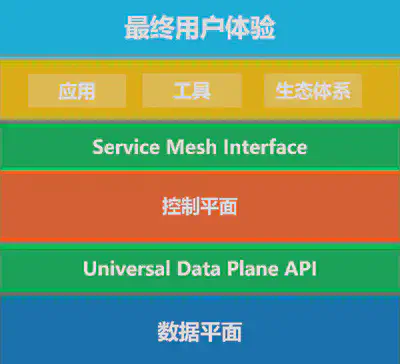 最终用户体验
应用 工具 生态体系
Service Mesh Interface
控制平面
Universal Data Plane API
数据平面